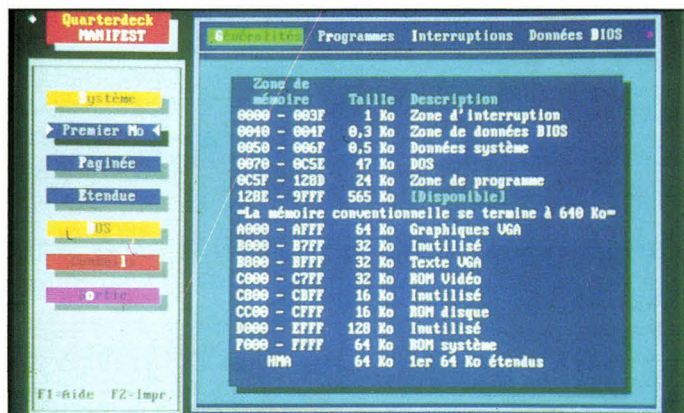 Quarterdeck
MANIFEST
Généralités Programmes Interruptions Données BIOS
Système
Premier Mo
Paginée
Etendue
DOS
Sortie
F1=Aide F2=Impr.
Zone de
mémoire Taille Description
0000 - 003F 1 Ko Zone d'interruption
0040 - 004F 0,3 Ko Zone de données BIOS
0050 - 006F 0,5 Ko Données système
0070 - 0C5E 47 Ko DOS
0C5F - 128D 24 Ko Zone de programme
128E - 9FFF 565 Ko [Disponible]
=La mémoire conventionnelle se termine à 640 Ko=
A000 - AFFF 64 Ko Graphiques VGA
B000 - B7FF 32 Ko Inutilisé
B800 - BFFF 32 Ko Texte VGA
C000 - C7FF 32 Ko ROM Vidéo
C800 - CBFF 16 Ko Inutilisé
CC00 - CFFF 16 Ko ROM disque
D000 - EFFF 128 Ko Inutilisé
F000 - FFFF 64 Ko ROM système
HMA 64 Ko 1er 64 Ko étendus